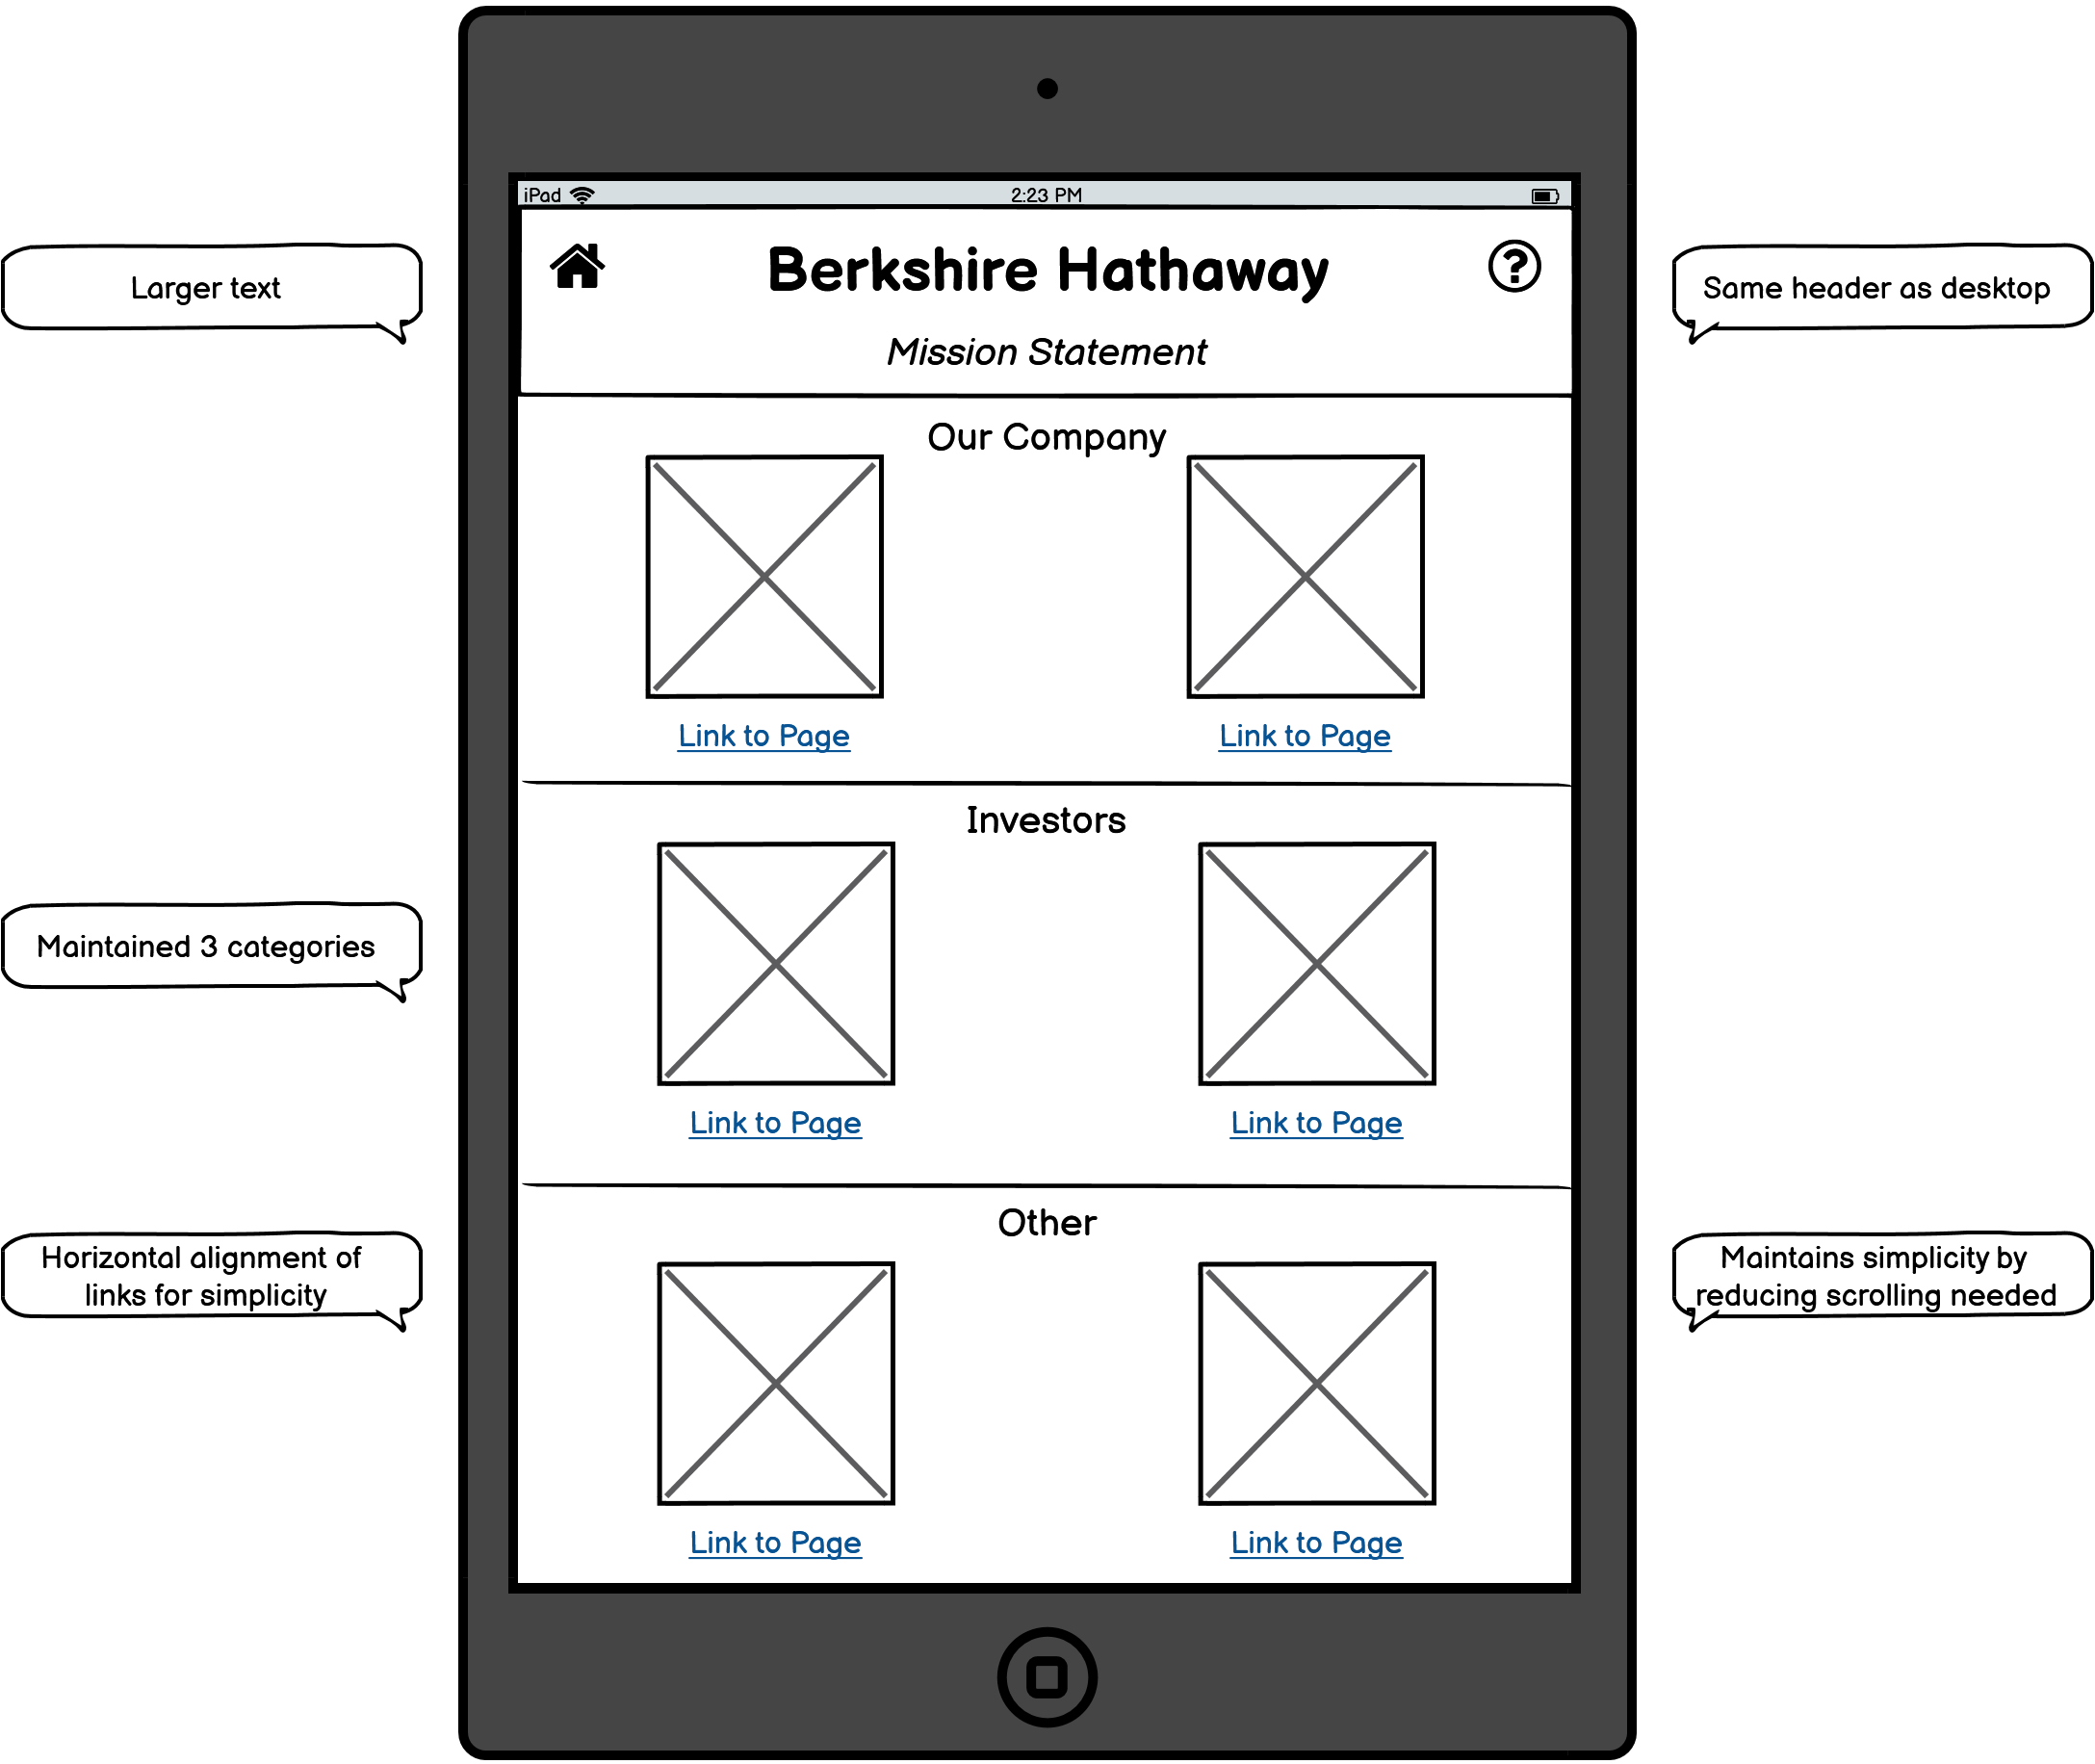 iPad
2:23 PM
Larger text
Berkshire Hathaway
Same header as desktop
Mission Statement
Our Company
Link to Page
Link to Page
Investors
Maintained 3 categories
Link to Page
Link to Page
Other
Horizontal alignment of
links for simplicity
Maintains simplicity by
reducing scrolling needed
Link to Page
Link to Page